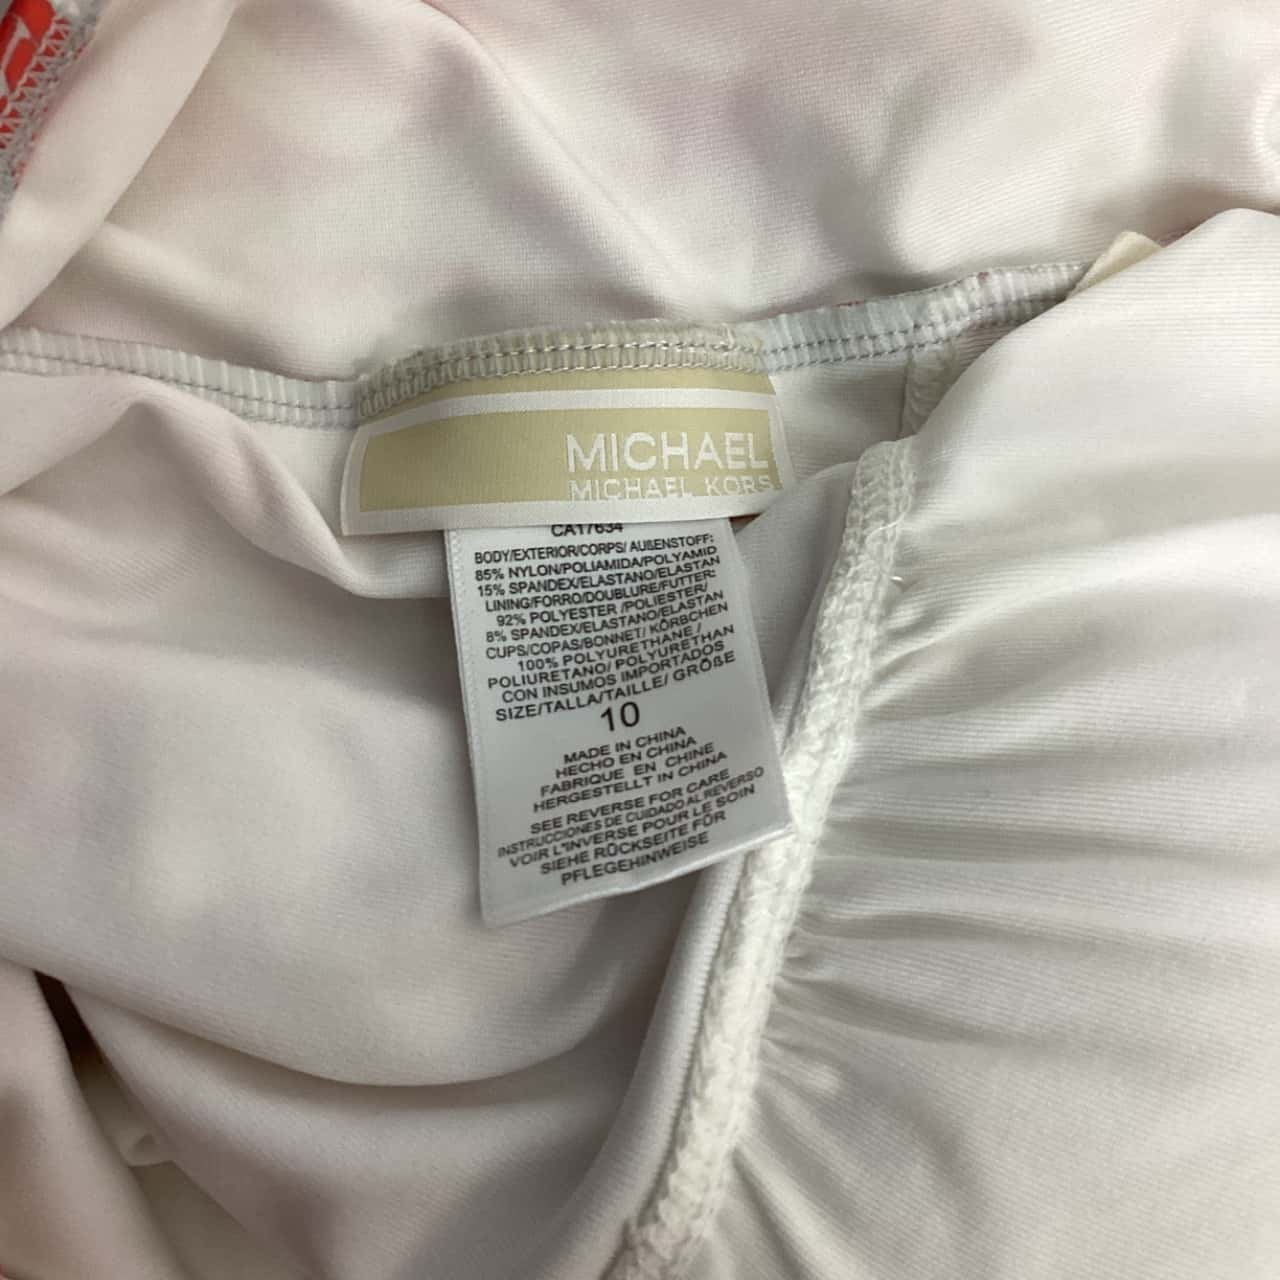 MICHAEL
MICHAEL KORS
CA17634
BODY/EXTERIOR/CORPS/ AUßENSTOFF:
85% NYLON/POLIAMIDA/POLYAMID
15% SPANDEX/ELASTANO/ELASTAN
LINING/FORRO/DOUBLURE/FUTTER:
92% POLYESTER /POLIESTER/
8% SPANDEX/ELASTANO/ELASTAN
CUPS/COPAS/BONNET/ KÖRBCHEN
100% POLYURETHANE /
POLIURETANO/ POLYURETHAN
CON INSUMOS IMPORTADOS
SIZE/TALLA/TAILLE/ GRÖßE
10
MADE IN CHINA
HECHO EN CHINA
FABRIQUE EN CHINE
HERGESTELLT IN CHINA
SEE REVERSE FOR CARE
INSTRUCCIONES DE CUIDADO AL REVERSO
VOIR L'INVERSE POUR LE SOIN
SIEHE RÜCKSEITE FÜR
PFLEGEHINWEISE